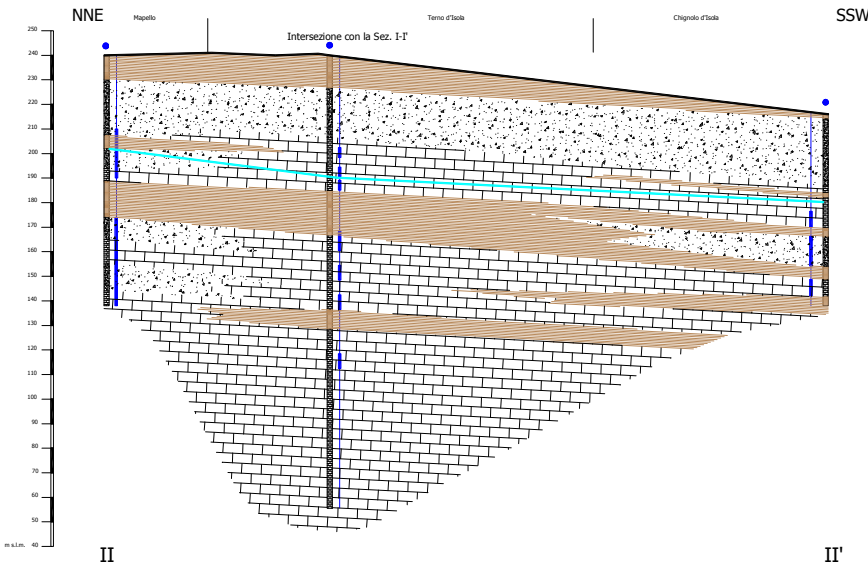 NNE
SSW
Mapello
Terno d'Isola
Chignolo d'Isola
Intersezione con la Sez. I-I'
250
240
230
220
210
200
190
180
170
160
150
140
130
120
110
100
90
80
70
60
50
m s.l.m. 40
II
II'